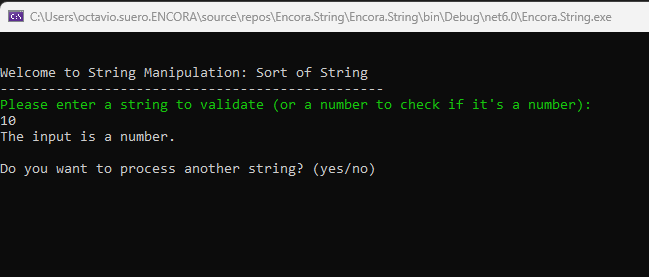 C:\Users\octavio.suero.ENCORA\source\repos\Encora.String\Encora.String\bin\Debug\net6.0\Encora.String.exe
Welcome to String Manipulation: Sort of String
------------------------------------------------
Please enter a string to validate (or a number to check if it's a number):
10
The input is a number.
Do you want to process another string? (yes/no)